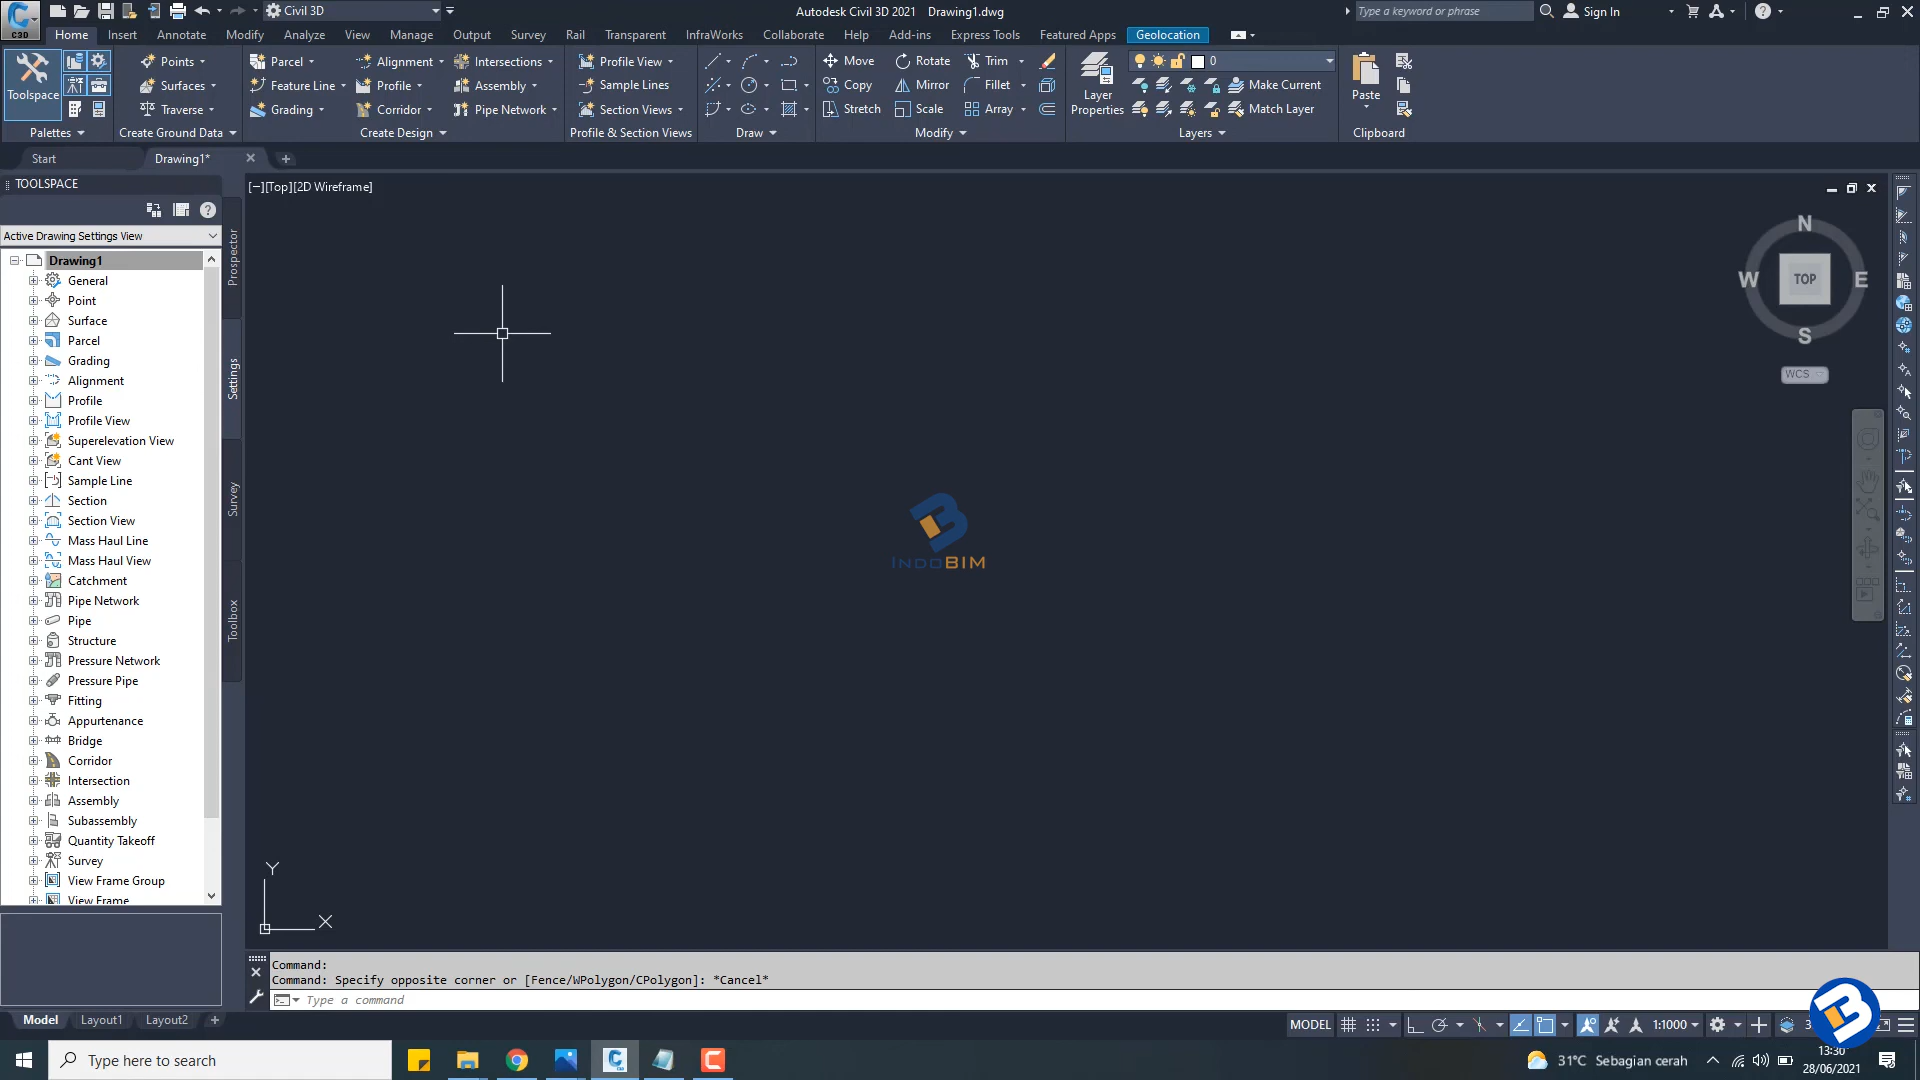 C3D
Civil 3D
Autodesk Civil 3D 2021 Drawing1.dwg
Type a keyword or phrase
Sign In
Home Insert Annotate Modify Analyze View Manage Output Survey Rail Transparent InfraWorks Collaborate Help Add-ins Express Tools Featured Apps Geolocation
Toolspace
Points
Surfaces
Traverse
Parcel
Feature Line
Grading
Alignment
Profile
Corridor
Intersections
Assembly
Pipe Network
Profile View
Sample Lines
Section Views
Move
Copy
Stretch
Rotate
Mirror
Scale
Trim
Fillet
Array
Layer
Properties
0
Make Current
Match Layer
Paste
Palettes
Create Ground Data
Create Design
Profile & Section Views
Draw
Modify
Layers
Clipboard
Start
Drawing1*
TOOLSPACE
Active Drawing Settings View
Drawing1
General
Point
Surface
Parcel
Grading
Alignment
Profile
Profile View
Superelevation View
Cant View
Sample Line
Section
Section View
Mass Haul Line
Mass Haul View
Catchment
Pipe Network
Pipe
Structure
Pressure Network
Pressure Pipe
Fitting
Appurtenance
Bridge
Corridor
Intersection
Assembly
Subassembly
Quantity Takeoff
Survey
View Frame Group
View Frame
Prospector
Settings
Survey
Toolbox
[−][Top][2D Wireframe]
N
W
TOP
E
S
WCS
INDOBIM
Y
X
Command:
Command: Specify opposite corner or [Fence/WPolygon/CPolygon]: *Cancel*
Type a command
Model
Layout1
Layout2
MODEL
1:1000
Type here to search
31°C Sebagian cerah
13:30
28/06/2021